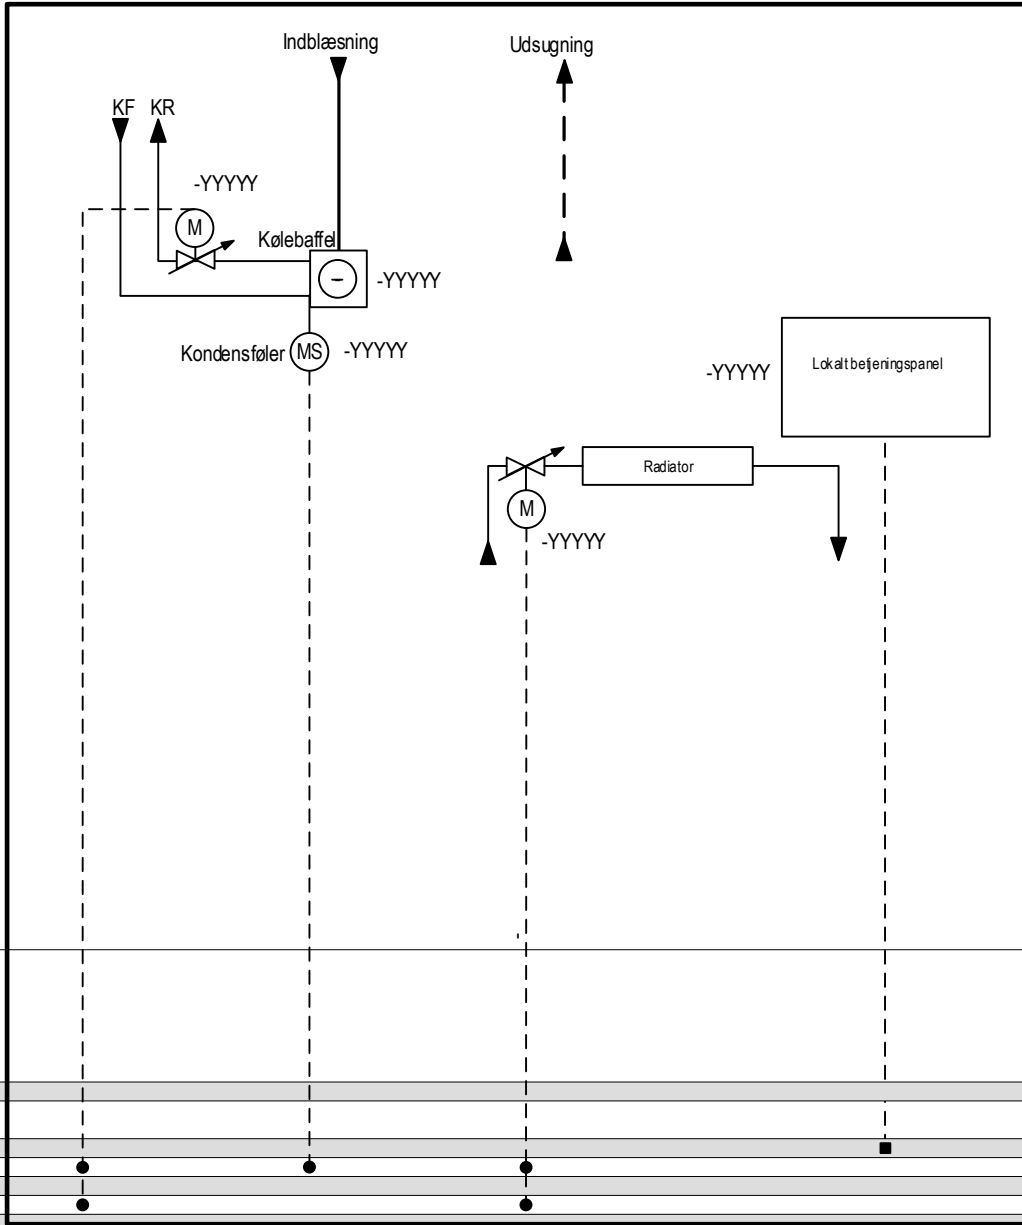 Indblæsning
Udsugning
KF KR
-YYYYY
M
Kølebaffel
-
-YYYYY
Kondensføler MS -YYYYY
-YYYYY
Lokalt betjeningspanel
Radiator
M
-YYYYY